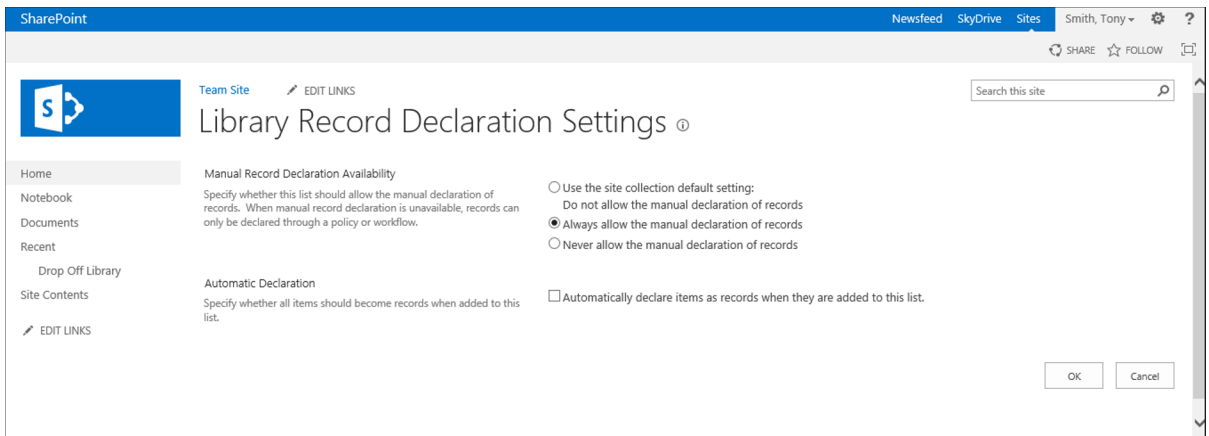 SharePoint
Newsfeed SkyDrive Sites Smith, Tony ?
SHARE FOLLOW
S
Team Site EDIT LINKS
Search this site
Library Record Declaration Settings
Home
Notebook
Documents
Recent
Drop Off Library
Site Contents
EDIT LINKS
Manual Record Declaration Availability
Specify whether this list should allow the manual declaration of
records. When manual record declaration is unavailable, records can
only be declared through a policy or workflow.
Use the site collection default setting:
Do not allow the manual declaration of records
Always allow the manual declaration of records
Never allow the manual declaration of records
Automatic Declaration
Specify whether all items should become records when added to this
list.
Automatically declare items as records when they are added to this list.
OK Cancel